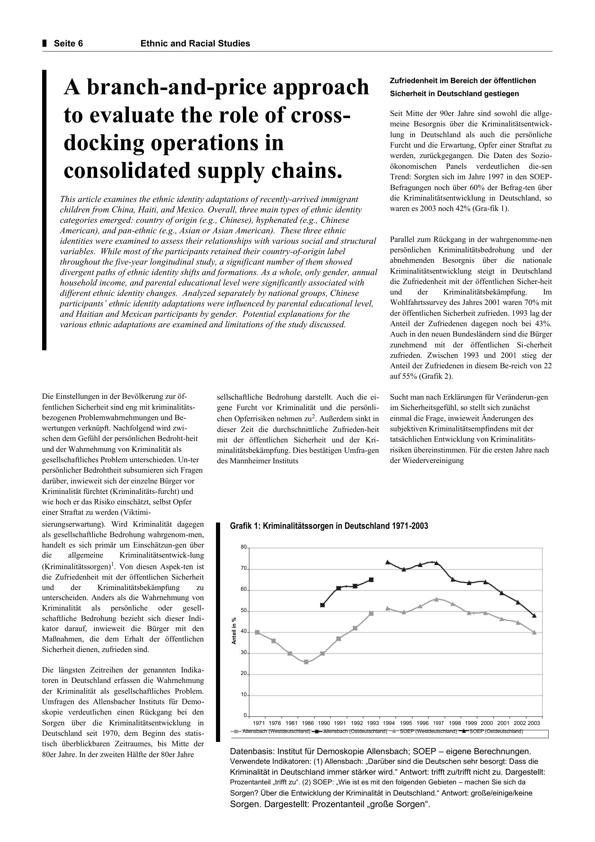 Seite 6
Ethnic and Racial Studies
A branch-and-price approach
to evaluate the role of cross-
docking operations in
consolidated supply chains.
This article examines the ethnic identity adaptations of recently-arrived immigrant
children from China, Haiti, and Mexico. Overall, three main types of ethnic identity
categories emerged: country of origin (e.g., Chinese), hyphenated (e.g., Chinese
American), and pan-ethnic (e.g., Asian or Asian American). These three ethnic
identities were examined to assess their relationships with various social and structural
variables. While most of the participants retained their country-of-origin label
throughout the five-year longitudinal study, a significant number of them showed
divergent paths of ethnic identity shifts and formations. As a whole, only gender, annual
household income, and parental educational level were significantly associated with
different ethnic identity changes. Analyzed separately by national groups, Chinese
participants' ethnic identity adaptations were influenced by parental educational level,
and Haitian and Mexican participants by gender. Potential explanations for the
various ethnic adaptations are examined and limitations of the study discussed.
Zufriedenheit im Bereich der öffentlichen
Sicherheit in Deutschland gestiegen
Seit Mitte der 90er Jahre sind sowohl die allge-
meine Besorgnis über die Kriminalitätsentwick-
lung in Deutschland als auch die persönliche
Furcht und die Erwartung, Opfer einer Straftat zu
werden, zurückgegangen. Die Daten des Sozio-
ökonomischen Panels verdeutlichen die-sen
Trend: Sorgten sich im Jahre 1997 in den SOEP-
Befragungen noch über 60% der Befrag-ten über
die Kriminalitätsentwicklung in Deutschland, so
waren es 2003 noch 42% (Gra-fik 1).
Parallel zum Rückgang in der wahrgenomme-nen
persönlichen Kriminalitätsbedrohung und der
abnehmenden Besorgnis über die nationale
Kriminalitätsentwicklung steigt in Deutschland
die Zufriedenheit mit der öffentlichen Sicher-heit
und der Kriminalitätsbekämpfung. Im
Wohlfahrtssurvey des Jahres 2001 waren 70% mit
der öffentlichen Sicherheit zufrieden. 1993 lag der
Anteil der Zufriedenen dagegen noch bei 43%.
Auch in den neuen Bundesländern sind die Bürger
zunehmend mit der öffentlichen Si-cherheit
zufrieden. Zwischen 1993 und 2001 stieg der
Anteil der Zufriedenen in diesem Be-reich von 22
auf 55% (Grafik 2).
Die Einstellungen in der Bevölkerung zur öf-
fentlichen Sicherheit sind eng mit kriminalitäts-
bezogenen Problemwahrnehmungen und Be-
wertungen verknüpft. Nachfolgend wird zwi-
schen dem Gefühl der persönlichen Bedroht-heit
und der Wahrnehmung von Kriminalität als
gesellschaftliches Problem unterschieden. Un-ter
persönlicher Bedrohtheit subsumieren sich Fragen
darüber, inwieweit sich der einzelne Bürger vor
Kriminalität fürchtet (Kriminalitäts-furcht) und
wie hoch er das Risiko einschätzt, selbst Opfer
einer Straftat zu werden (Viktimi-
sierungserwartung). Wird Kriminalität dagegen
als gesellschaftliche Bedrohung wahrgenom-men,
handelt es sich primär um Einschätzun-gen über
die allgemeine Kriminalitätsentwick-lung
(Kriminalitätssorgen)1. Von diesen Aspek-ten ist
die Zufriedenheit mit der öffentlichen Sicherheit
und der Kriminalitätsbekämpfung zu
unterscheiden. Anders als die Wahrnehmung von
Kriminalität als persönliche oder gesell-
schaftliche Bedrohung bezieht sich dieser Indi-
kator darauf, inwieweit die Bürger mit den
Maßnahmen, die dem Erhalt der öffentlichen
Sicherheit dienen, zufrieden sind.
Die längsten Zeitreihen der genannten Indika-
toren in Deutschland erfassen die Wahrnehmung
der Kriminalität als gesellschaftliches Problem.
Umfragen des Allensbacher Instituts für Demo-
skopie verdeutlichen einen Rückgang bei den
Sorgen über die Kriminalitätsentwicklung in
Deutschland seit 1970, dem Beginn des statis-
tisch überblickbaren Zeitraumes, bis Mitte der
80er Jahre. In der zweiten Hälfte der 80er Jahre
sellschaftliche Bedrohung darstellt. Auch die ei-
gene Furcht vor Kriminalität und die persönli-
chen Opferrisiken nehmen zu2. Außerdem sinkt in
dieser Zeit die durchschnittliche Zufrieden-heit
mit der öffentlichen Sicherheit und der Kri-
minalitätsbekämpfung. Dies bestätigen Umfra-gen
des Mannheimer Instituts
Sucht man nach Erklärungen für Veränderun-gen
im Sicherheitsgefühl, so stellt sich zunächst
einmal die Frage, inwieweit Änderungen des
subjektiven Kriminalitätsempfindens mit der
tatsächlichen Entwicklung von Kriminalitäts-
risiken übereinstimmen. Für die ersten Jahre nach
der Wiedervereinigung
Grafik 1: Kriminalitätssorgen in Deutschland 1971-2003
Anteil in %
80
70
60
50
40
30
20
10
0
1971 1976 1981 1986 1990 1991 1992 1993 1994 1995 1996 1997 1998 1999 2000 2001 2002 2003
Allensbach (Westdeutschland) Allensbach (Ostdeutschland) SOEP (Westdeutschland) SOEP (Ostdeutschland)
Datenbasis: Institut für Demoskopie Allensbach; SOEP – eigene Berechnungen.
Verwendete Indikatoren: (1) Allensbach: „Darüber sind die Deutschen sehr besorgt: Dass die
Kriminalität in Deutschland immer stärker wird.“ Antwort: trifft zu/trifft nicht zu. Dargestellt:
Prozentanteil „trifft zu“. (2) SOEP: „Wie ist es mit den folgenden Gebieten – machen Sie sich da
Sorgen? Über die Entwicklung der Kriminalität in Deutschland.“ Antwort: große/einige/keine
Sorgen. Dargestellt: Prozentanteil „große Sorgen“.